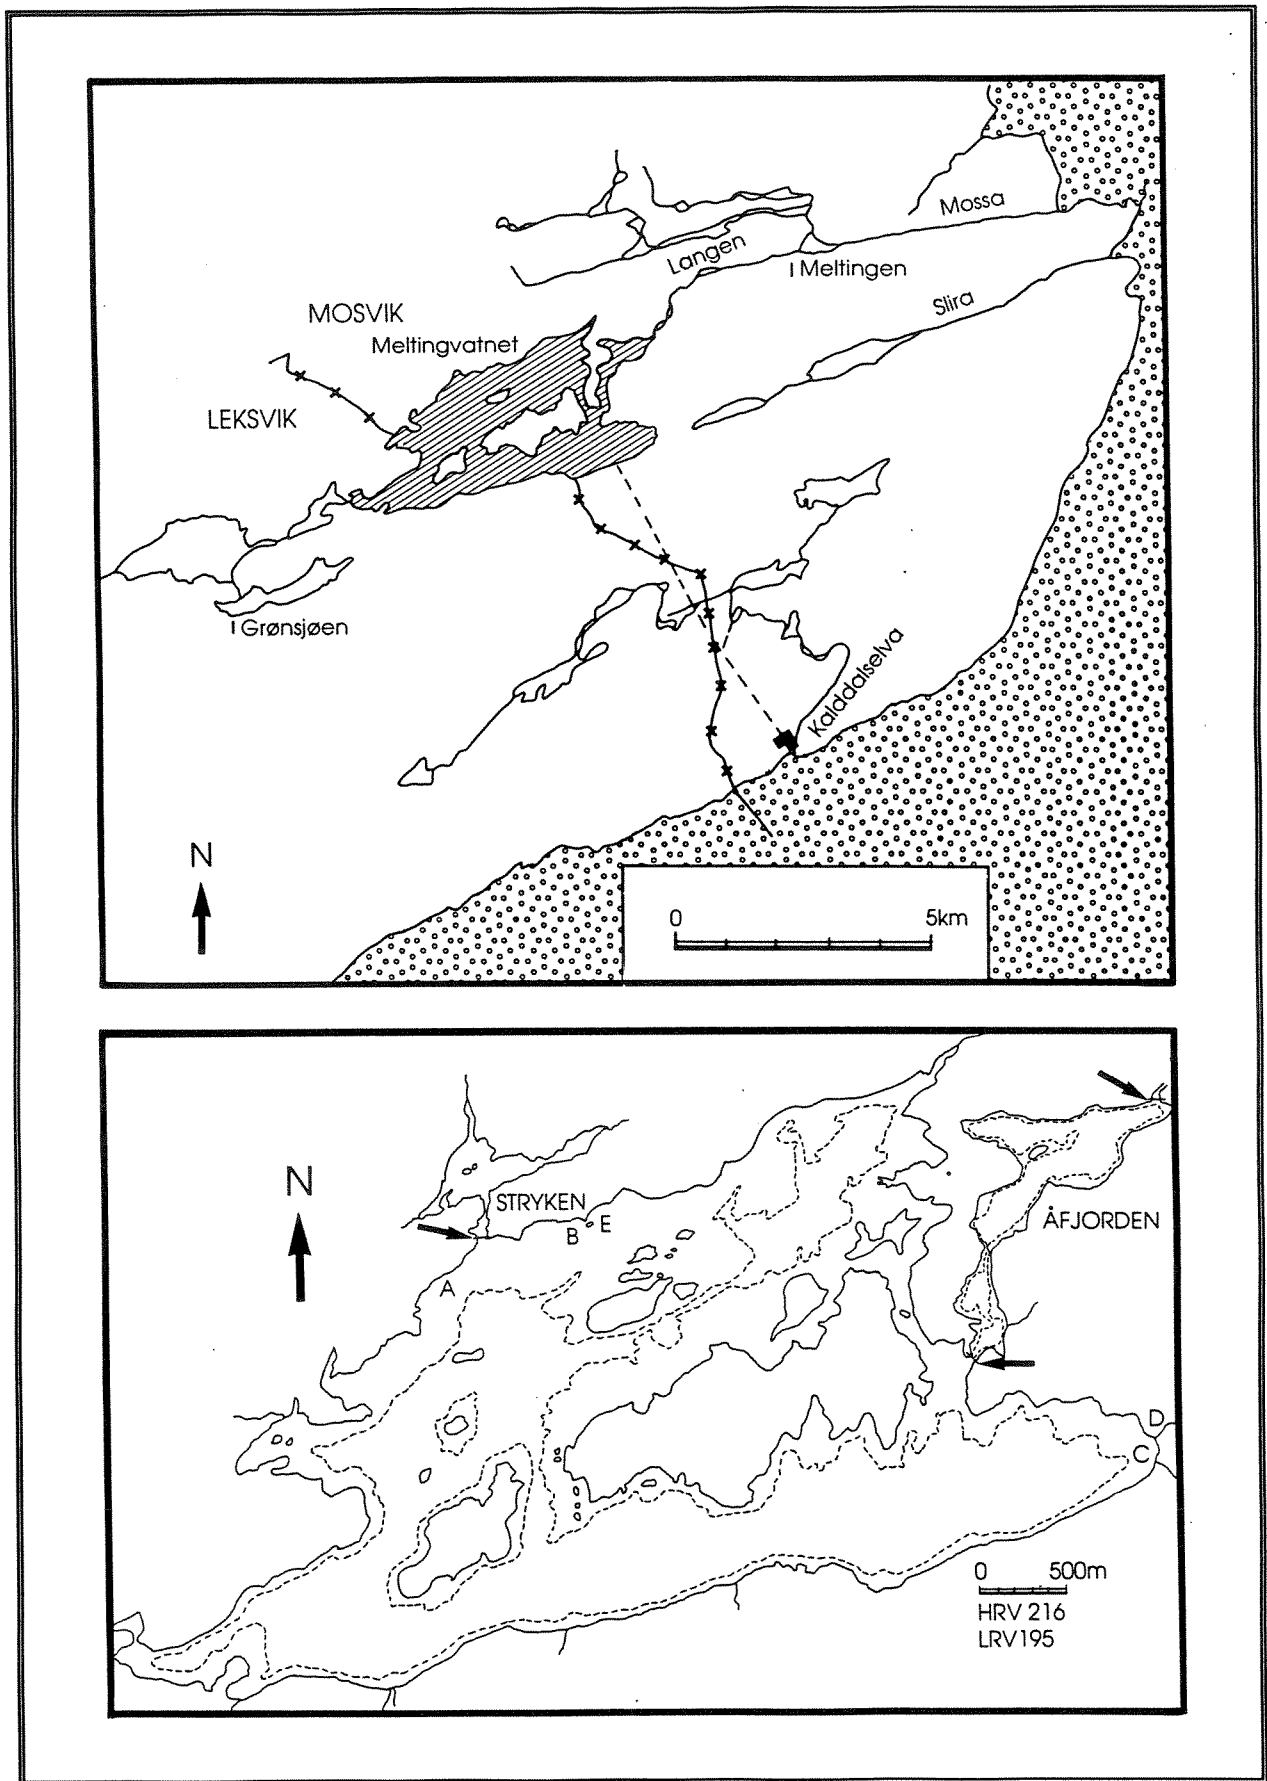 Mossa
Langen
I Meltingen
Slira
MOSVIK
Meltingvatnet
LEKSVIK
I Grønsjøen
Kalddalselva
N
0 5km
N
STRYKEN
B E
A
ÅFJORDEN
D
C
0 500m
HRV 216
LRV195